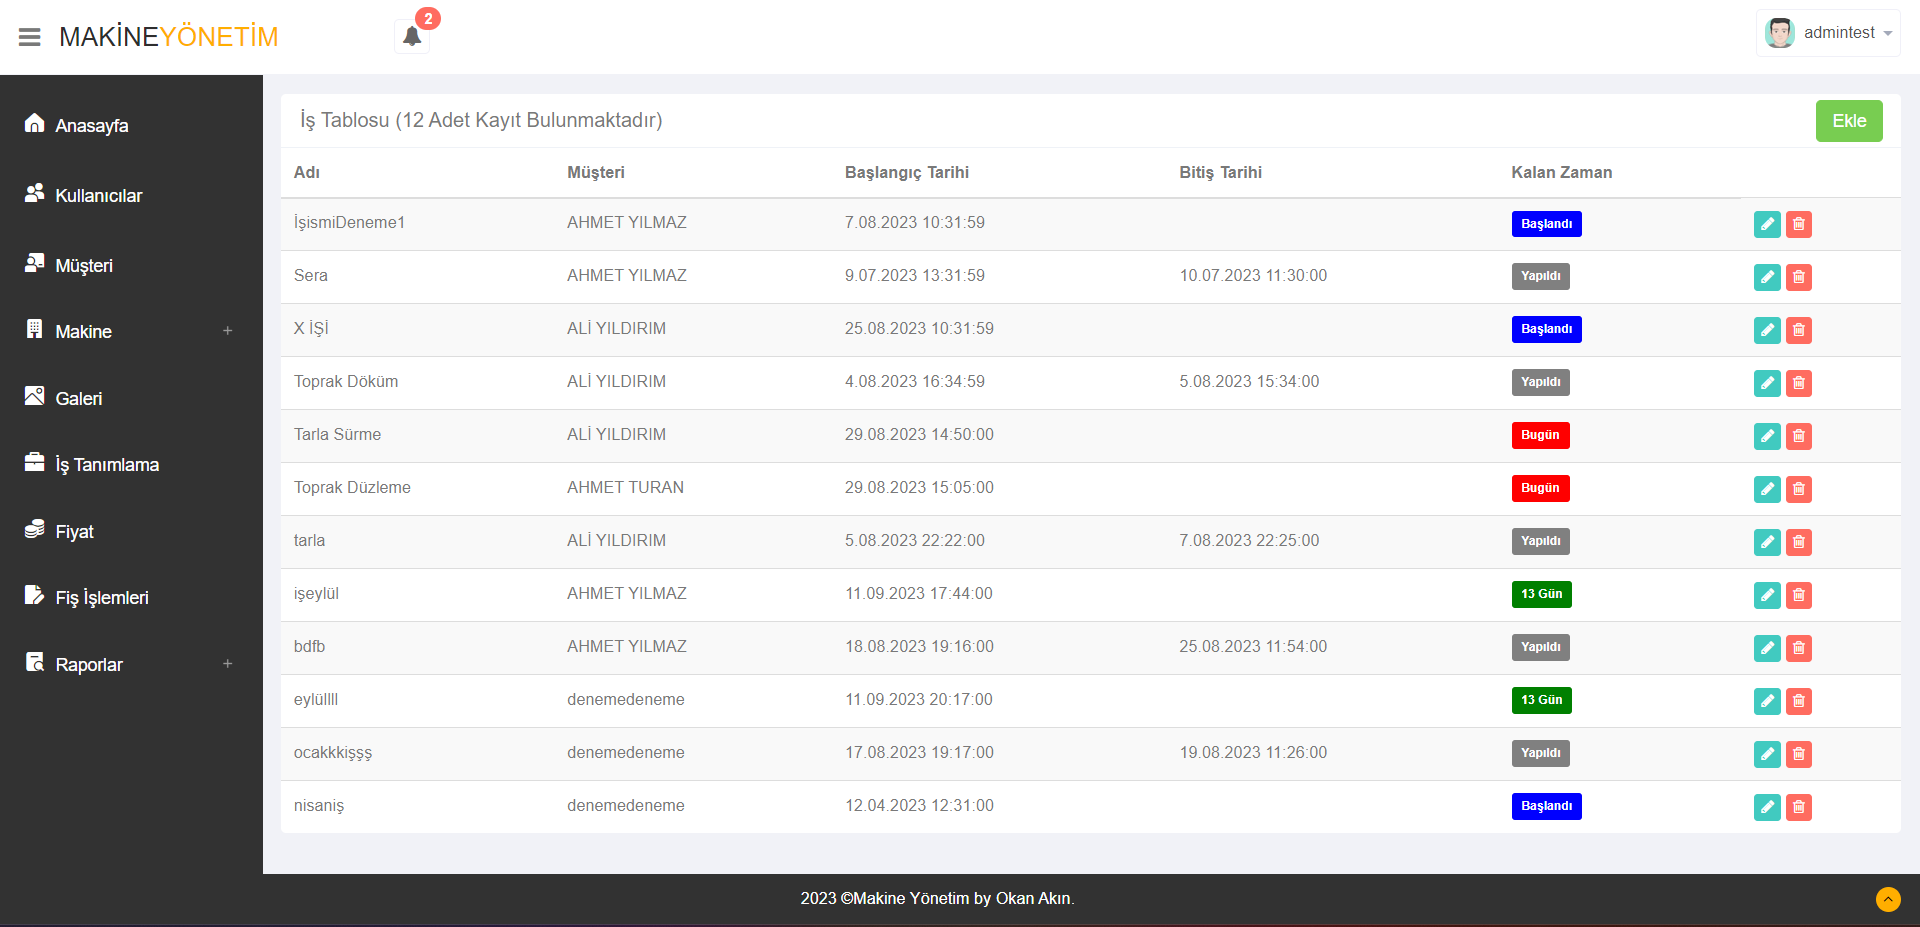 MAKİNEYÖNETİM
2
admintest
Anasayfa
Kullanıcılar
Müşteri
Makine +
Galeri
İş Tanımlama
Fiyat
Fiş İşlemleri
Raporlar +
İş Tablosu (12 Adet Kayıt Bulunmaktadır) Ekle
Adı Müşteri Başlangıç Tarihi Bitiş Tarihi Kalan Zaman
İşismiDeneme1 AHMET YILMAZ 7.08.2023 10:31:59 Başlandı
Sera AHMET YILMAZ 9.07.2023 13:31:59 10.07.2023 11:30:00 Yapıldı
X İŞİ ALİ YILDIRIM 25.08.2023 10:31:59 Başlandı
Toprak Döküm ALİ YILDIRIM 4.08.2023 16:34:59 5.08.2023 15:34:00 Yapıldı
Tarla Sürme ALİ YILDIRIM 29.08.2023 14:50:00 Bugün
Toprak Düzleme AHMET TURAN 29.08.2023 15:05:00 Bugün
tarla ALİ YILDIRIM 5.08.2023 22:22:00 7.08.2023 22:25:00 Yapıldı
işeylül AHMET YILMAZ 11.09.2023 17:44:00 13 Gün
bdfb AHMET YILMAZ 18.08.2023 19:16:00 25.08.2023 11:54:00 Yapıldı
eylüllll denemedeneme 11.09.2023 20:17:00 13 Gün
ocakkkişşş denemedeneme 17.08.2023 19:17:00 19.08.2023 11:26:00 Yapıldı
nisaniş denemedeneme 12.04.2023 12:31:00 Başlandı
2023 ©Makine Yönetim by Okan Akın.